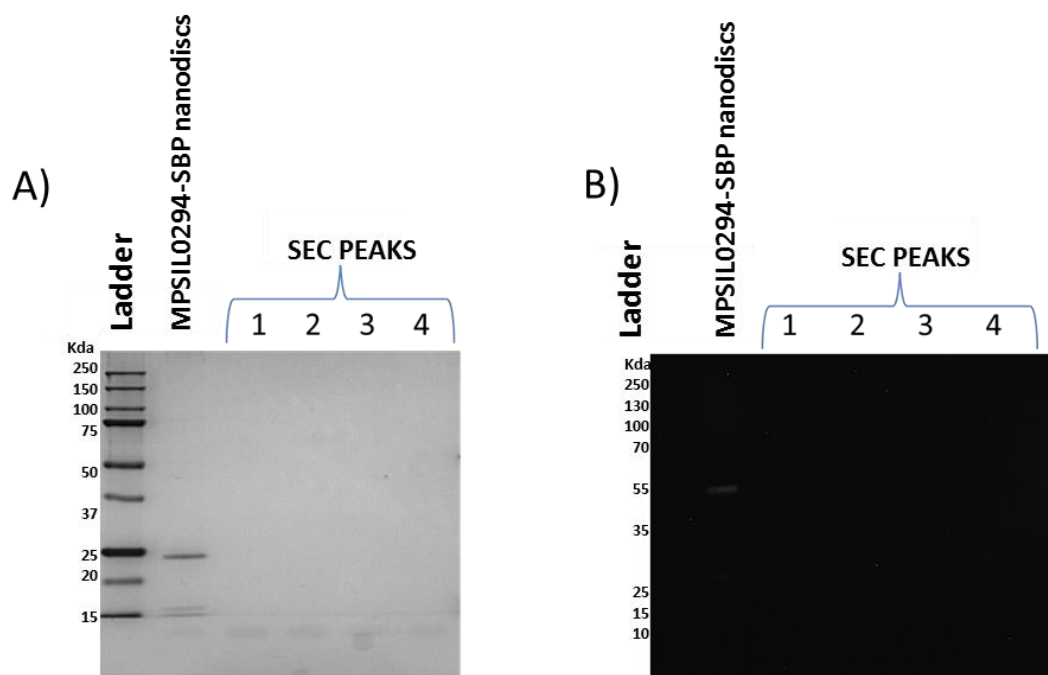 A)
Ladder
MPSIL0294-SBP nanodiscs
SEC PEAKS
1 2 3 4
Kda
250
150
100
75
50
37
25
20
15
B)
Ladder
MPSIL0294-SBP nanodiscs
SEC PEAKS
1 2 3 4
Kda
250
130
100
70
55
35
25
15
10